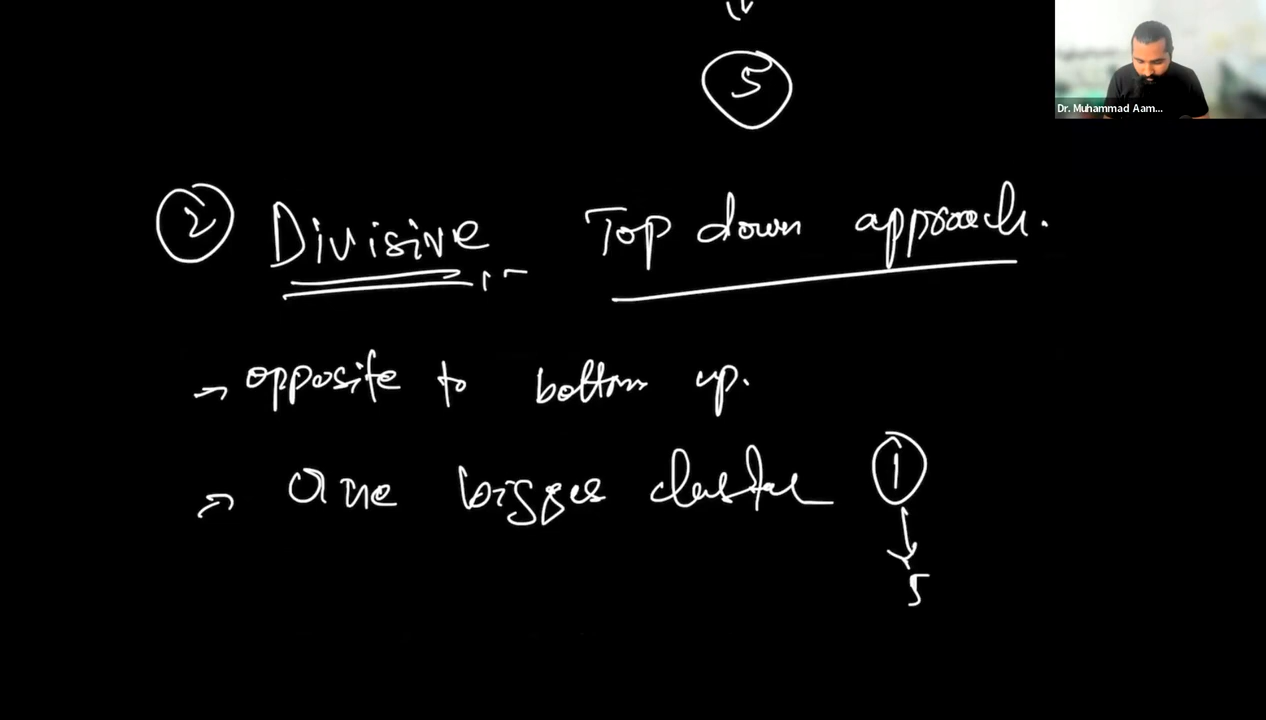 5
Dr. Muhammad Aam...
② Divisive Top down approach.
→ opposite to bottom up.
→ One bigger cluster ①
5